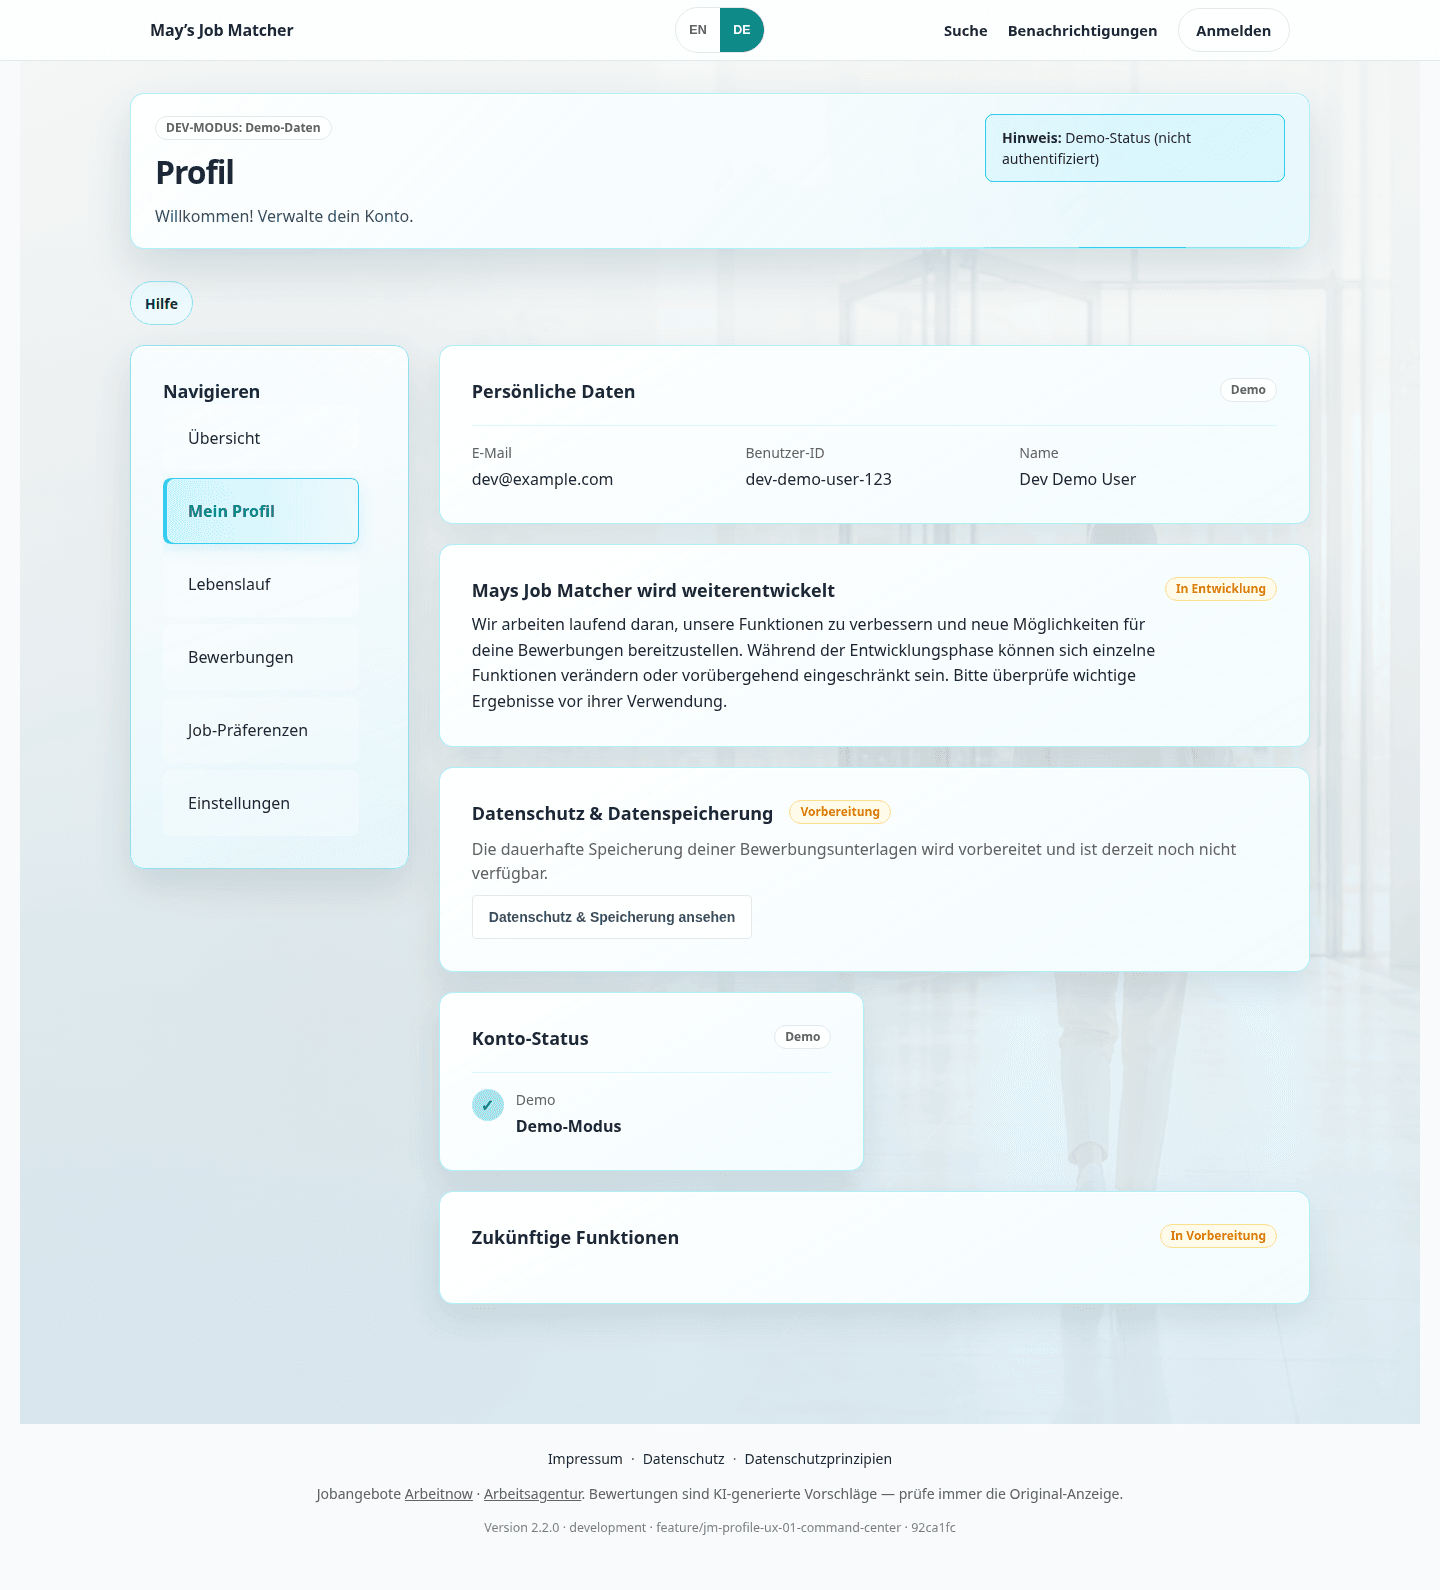 May’s Job Matcher
EN
DE
Suche
Benachrichtigungen
Anmelden
DEV-MODUS: Demo-Daten
Profil
Willkommen! Verwalte dein Konto.
Hinweis: Demo-Status (nicht
authentifiziert)
Hilfe
Navigieren
Übersicht
Mein Profil
Lebenslauf
Bewerbungen
Job-Präferenzen
Einstellungen
Persönliche Daten
Demo
E-Mail
dev@example.com
Benutzer-ID
dev-demo-user-123
Name
Dev Demo User
Mays Job Matcher wird weiterentwickelt
In Entwicklung
Wir arbeiten laufend daran, unsere Funktionen zu verbessern und neue Möglichkeiten für
deine Bewerbungen bereitzustellen. Während der Entwicklungsphase können sich einzelne
Funktionen verändern oder vorübergehend eingeschränkt sein. Bitte überprüfe wichtige
Ergebnisse vor ihrer Verwendung.
Datenschutz & Datenspeicherung
Vorbereitung
Die dauerhafte Speicherung deiner Bewerbungsunterlagen wird vorbereitet und ist derzeit noch nicht
verfügbar.
Datenschutz & Speicherung ansehen
Konto-Status
Demo
✓
Demo
Demo-Modus
Zukünftige Funktionen
In Vorbereitung
Impressum · Datenschutz · Datenschutzprinzipien
Jobangebote Arbeitnow · Arbeitsagentur. Bewertungen sind KI-generierte Vorschläge — prüfe immer die Original-Anzeige.
Version 2.2.0 · development · feature/jm-profile-ux-01-command-center · 92ca1fc